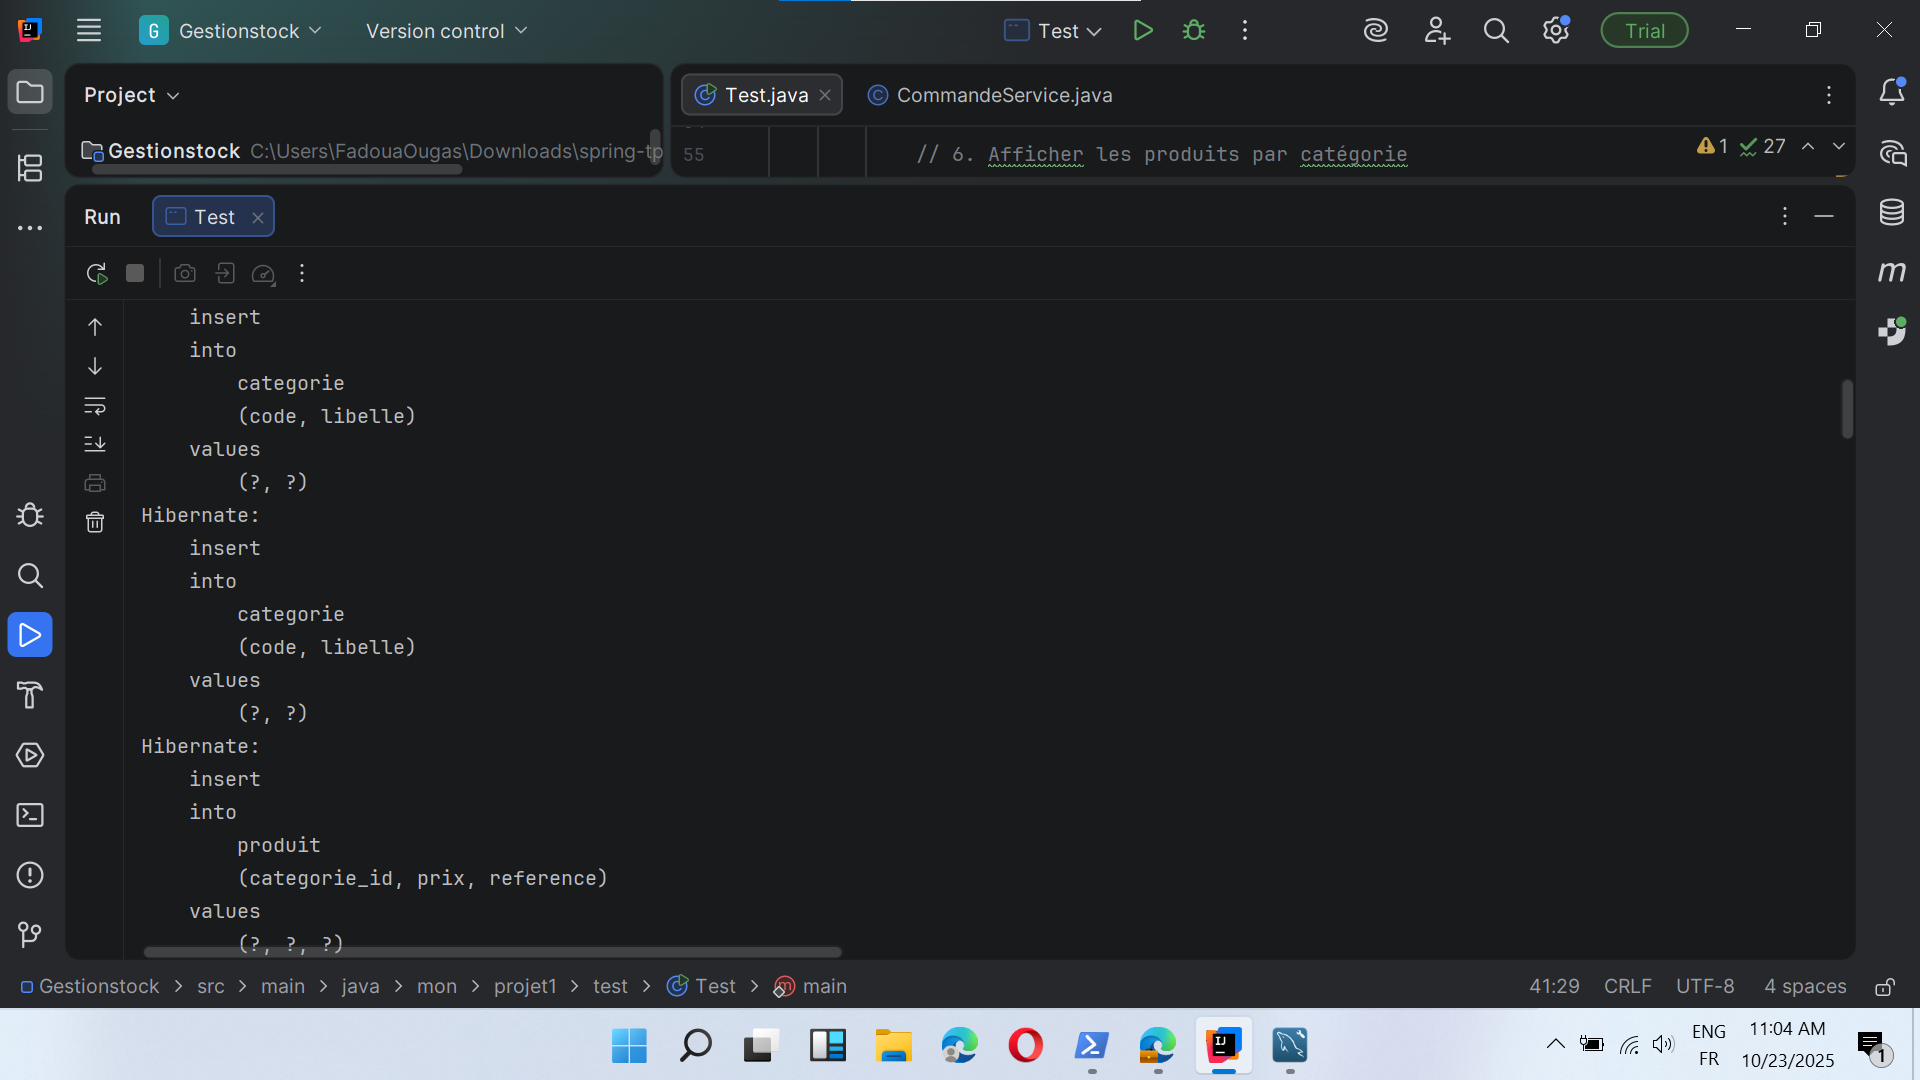 G Gestionstock Version control Test Trial
Project Test.java CommandeService.java
Gestionstock C:\Users\FadouaOugas\Downloads\spring-tp 55 // 6. Afficher les produits par catégorie 1 27
Run Test
insert
into
categorie
(code, libelle)
values
(?, ?)
Hibernate:
insert
into
categorie
(code, libelle)
values
(?, ?)
Hibernate:
insert
into
produit
(categorie_id, prix, reference)
values
(?, ?, ?)
Gestionstock > src > main > java > mon > projet1 > test > Test > main 41:29 CRLF UTF-8 4 spaces
ENG 11:04 AM
FR 10/23/2025 1